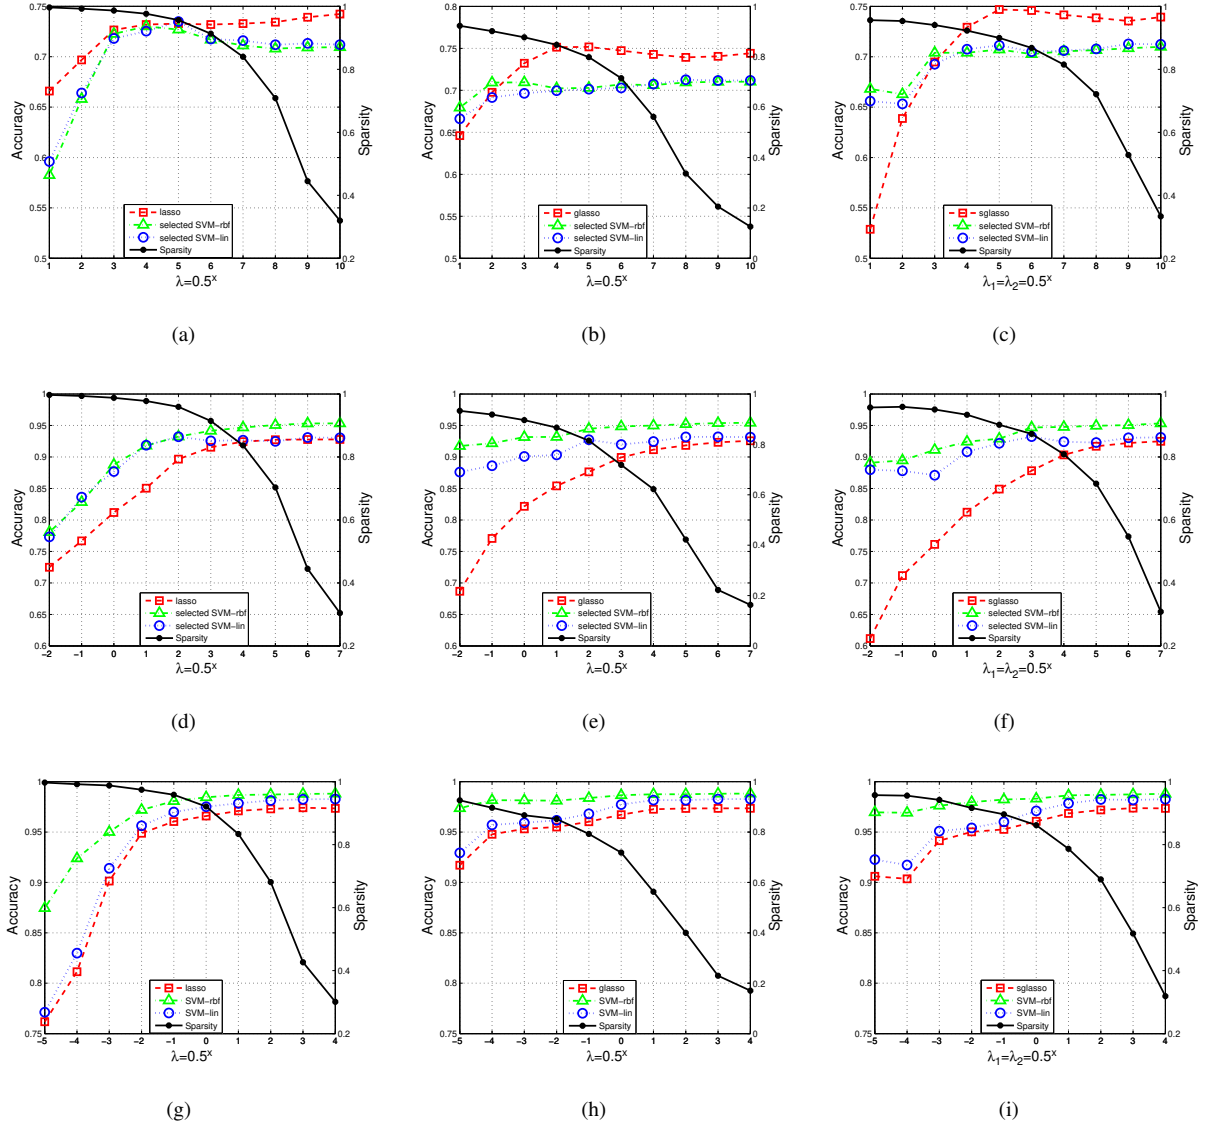 0.75
0.7
0.65
0.6
0.55
0.5
1
0.8
0.6
0.4
0.2
Accuracy
Sparsity
lasso
selected SVM-rbf
selected SVM-lin
Sparsity
1 2 3 4 5 6 7 8 9 10
λ=0.5^x
(a)
0.8
0.75
0.7
0.65
0.6
0.55
0.5
1
0.8
0.6
0.4
0.2
0
Accuracy
Sparsity
glasso
selected SVM-rbf
selected SVM-lin
Sparsity
1 2 3 4 5 6 7 8 9 10
λ=0.5^x
(b)
0.75
0.7
0.65
0.6
0.55
0.5
1
0.8
0.6
0.4
0.2
Accuracy
Sparsity
sglasso
selected SVM-rbf
selected SVM-lin
Sparsity
1 2 3 4 5 6 7 8 9 10
λ₁=λ₂=0.5^x
(c)
1
0.95
0.9
0.85
0.8
0.75
0.7
0.65
0.6
1
0.8
0.6
0.4
0.2
Accuracy
Sparsity
lasso
selected SVM-rbf
selected SVM-lin
Sparsity
−2 −1 0 1 2 3 4 5 6 7
λ=0.5^x
(d)
1
0.95
0.9
0.85
0.8
0.75
0.7
0.65
0.6
1
0.8
0.6
0.4
0.2
0
Accuracy
Sparsity
glasso
selected SVM-rbf
selected SVM-lin
Sparsity
−2 −1 0 1 2 3 4 5 6 7
λ=0.5^x
(e)
1
0.95
0.9
0.85
0.8
0.75
0.7
0.65
0.6
1
0.8
0.6
0.4
0.2
Accuracy
Sparsity
sglasso
selected SVM-rbf
selected SVM-lin
Sparsity
−2 −1 0 1 2 3 4 5 6 7
λ₁=λ₂=0.5^x
(f)
1
0.95
0.9
0.85
0.8
0.75
1
0.8
0.6
0.4
0.2
Accuracy
Sparsity
lasso
SVM-rbf
SVM-lin
Sparsity
−5 −4 −3 −2 −1 0 1 2 3 4
λ=0.5^x
(g)
1
0.95
0.9
0.85
0.8
0.75
1
0.8
0.6
0.4
0.2
0
Accuracy
Sparsity
glasso
SVM-rbf
SVM-lin
Sparsity
−5 −4 −3 −2 −1 0 1 2 3 4
λ=0.5^x
(h)
1
0.95
0.9
0.85
0.8
0.75
1
0.8
0.6
0.4
0.2
Accuracy
Sparsity
sglasso
SVM-rbf
SVM-lin
Sparsity
−5 −4 −3 −2 −1 0 1 2 3 4
λ₁=λ₂=0.5^x
(i)